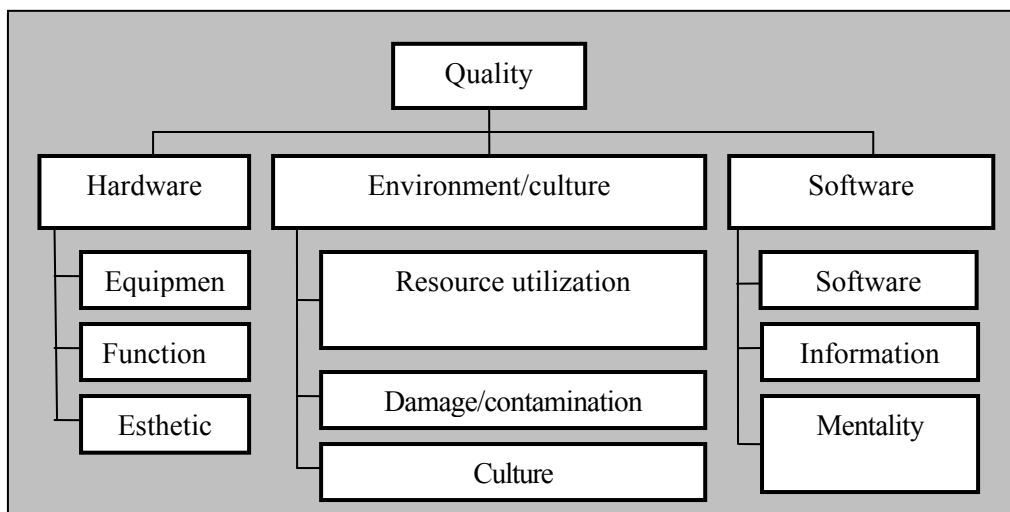 Quality
Hardware
Environment/culture
Software
Equipmen
Resource utilization
Software
Function
Information
Damage/contamination
Esthetic
Mentality
Culture